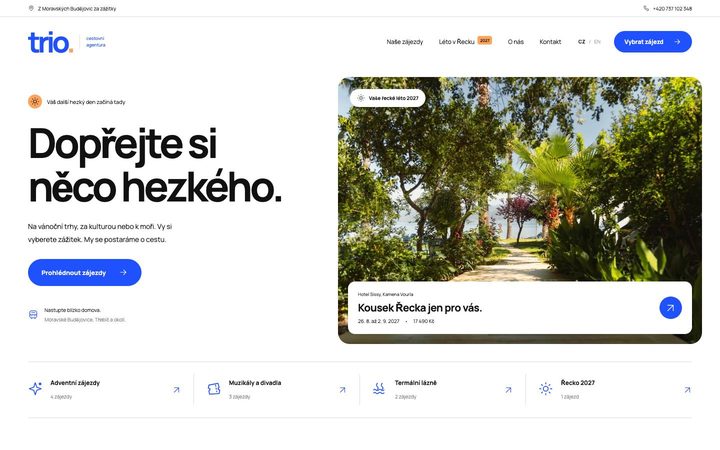 Z Moravských Budějovic za zážitky
+420 737 102 348
trio.
cestovní
agentura
Naše zájezdy
Léto v Řecku 2027
O nás
Kontakt
CZ / EN
Vybrat zájezd
Váš další hezký den začíná tady
Dopřejte si
něco hezkého.
Na vánoční trhy, za kulturou nebo k moři. Vy si
vyberete zážitek. My se postaráme o cestu.
Prohlédnout zájezdy
Nastupte blízko domova.
Moravské Budějovice, Třebíč a okolí.
Vaše řecké léto 2027
Hotel Sissy, Kamena Vourla
Kousek Řecka jen pro vás.
26. 8. až 2. 9. 2027 • 17 490 Kč
Adventní zájezdy
4 zájezdy
Muzikály a divadla
3 zájezdy
Termální lázně
2 zájezdy
Řecko 2027
1 zájezd